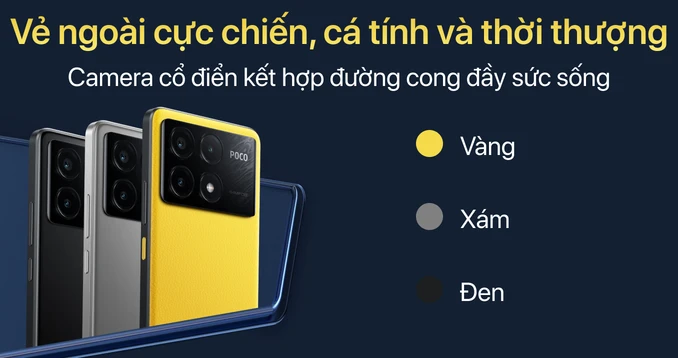 Vẻ ngoài cực chiến, cá tính và thời thượng
Camera cổ điển kết hợp đường cong đầy sức sống
POCO
Vàng
Xám
Đen